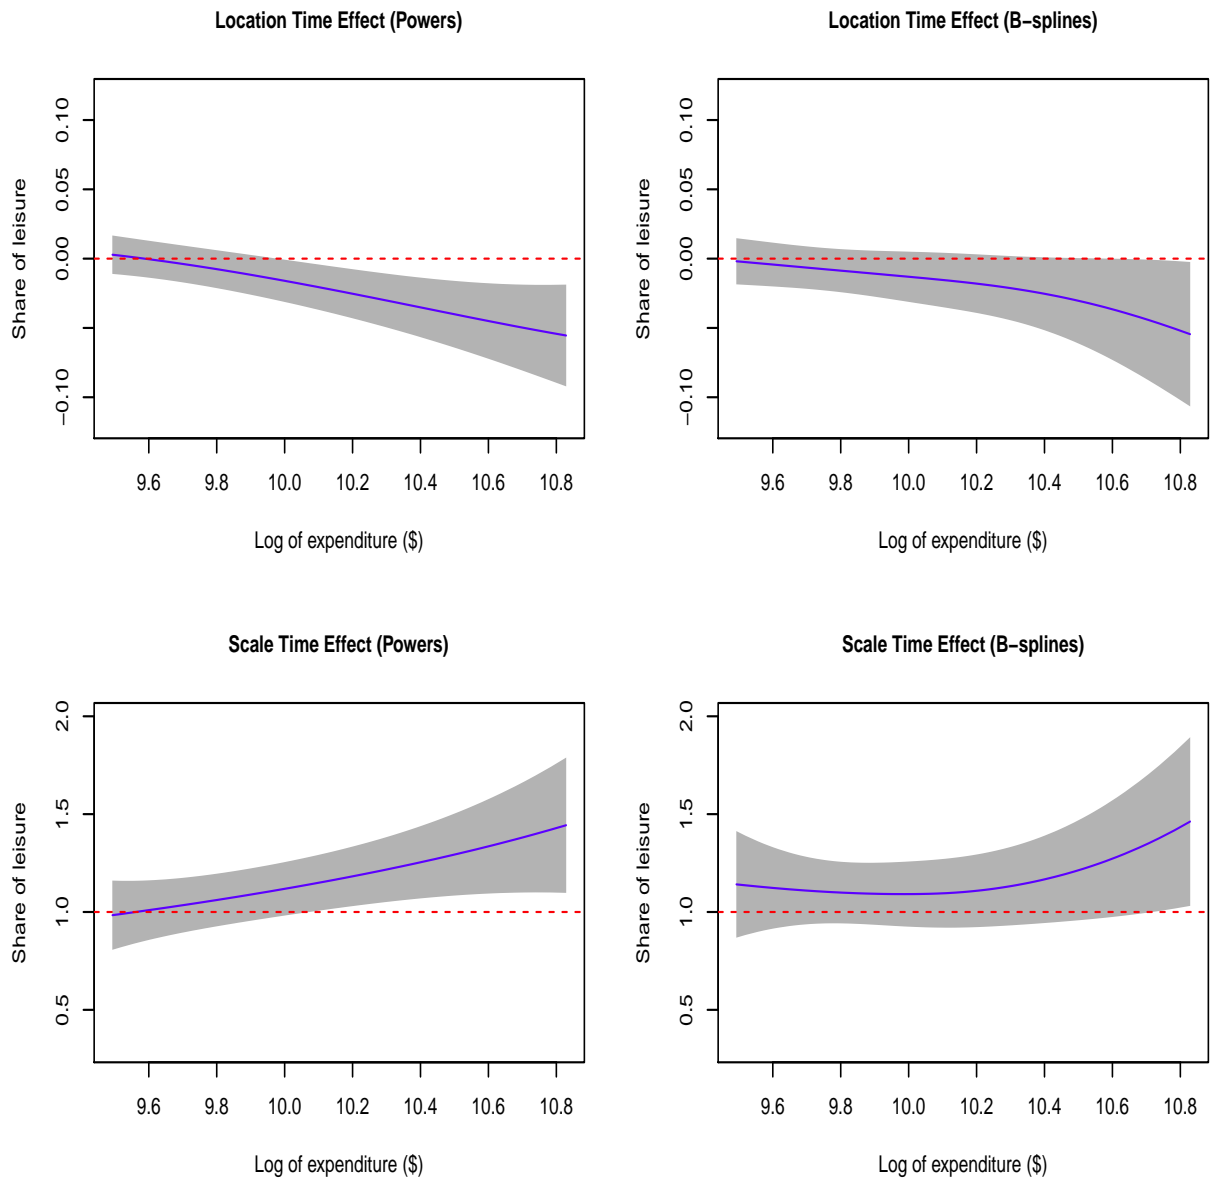 Location Time Effect (Powers)
Share of leisure
0.10
0.05
0.00
−0.10
9.6 9.8 10.0 10.2 10.4 10.6 10.8
Log of expenditure ($)
Location Time Effect (B−splines)
Share of leisure
0.10
0.05
0.00
−0.10
9.6 9.8 10.0 10.2 10.4 10.6 10.8
Log of expenditure ($)
Scale Time Effect (Powers)
Share of leisure
2.0
1.5
1.0
0.5
9.6 9.8 10.0 10.2 10.4 10.6 10.8
Log of expenditure ($)
Scale Time Effect (B−splines)
Share of leisure
2.0
1.5
1.0
0.5
9.6 9.8 10.0 10.2 10.4 10.6 10.8
Log of expenditure ($)